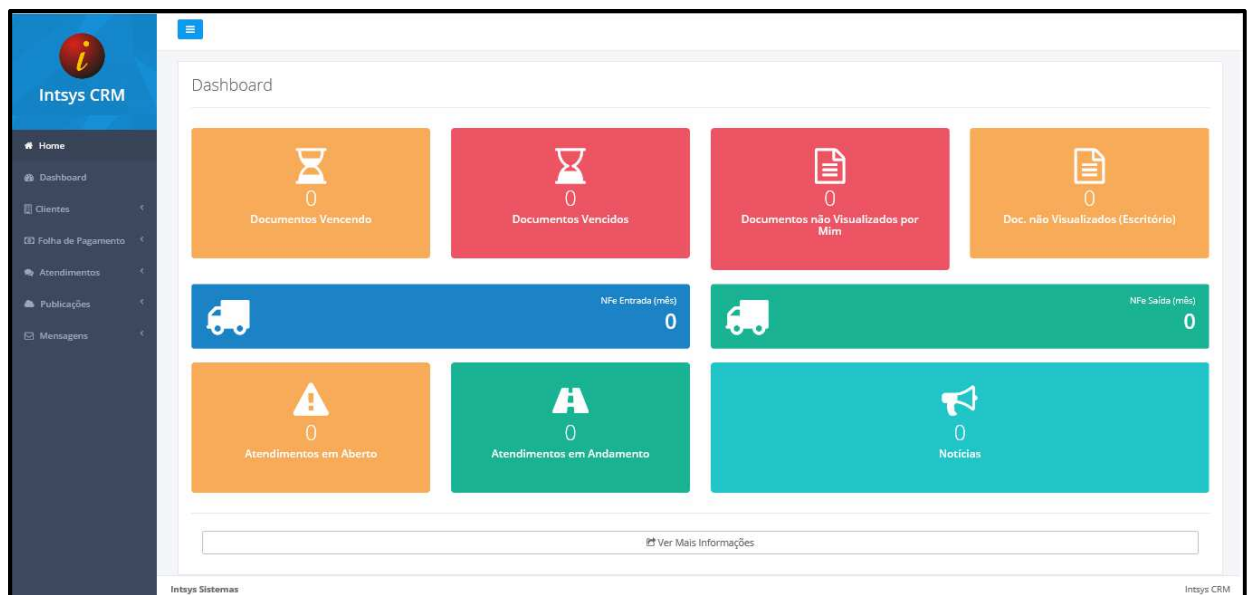 i
Intsys CRM
Home
Dashboard
Clientes
Folha de Pagamento
Atendimentos
Publicações
Mensagens
Dashboard
0
Documentos Vencendo
0
Documentos Vencidos
0
Documentos não Visualizados por
Mim
0
Doc. não Visualizados (Escritório)
NFe Entrada (mês)
0
NFe Saída (mês)
0
0
Atendimentos em Aberto
0
Atendimentos em Andamento
0
Notícias
Ver Mais Informações
Intsys Sistemas
Intsys CRM